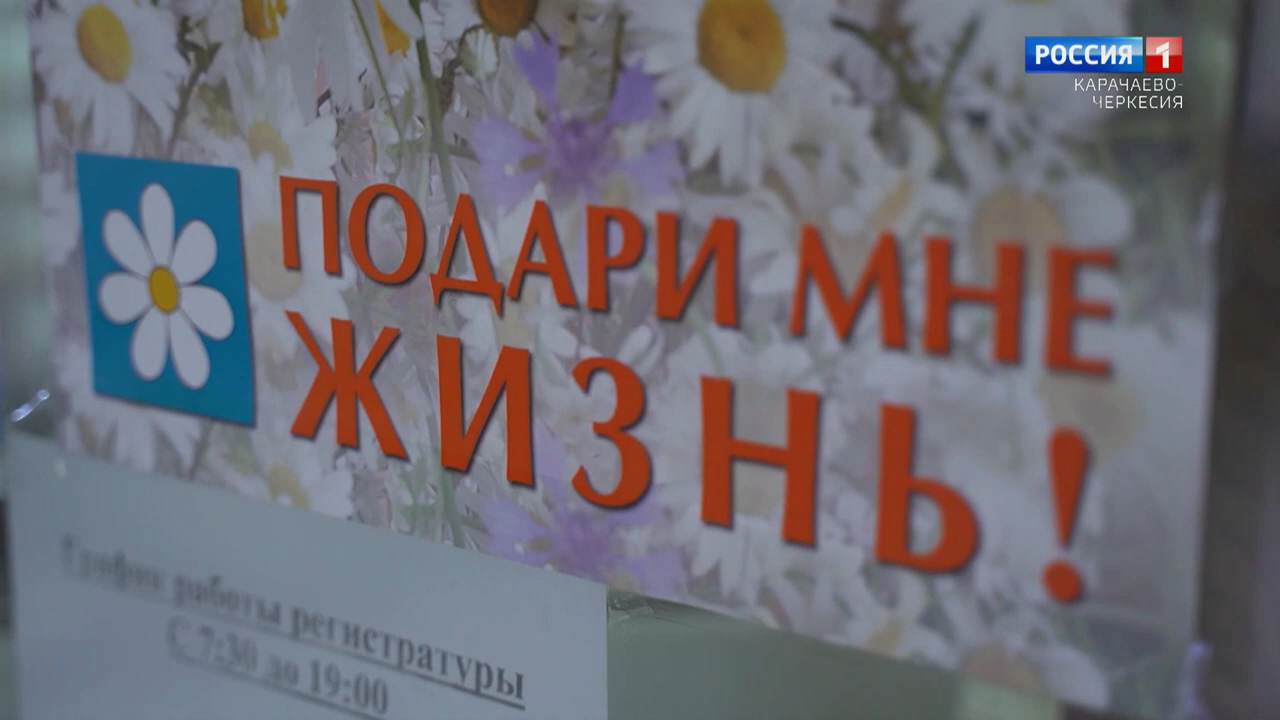 РОССИЯ 1
КАРАЧАЕВО-
ЧЕРКЕСИЯ
ПОДАРИ МНЕ
ЖИЗНЬ!
График работы регистратуры
С 7:30 до 19:00